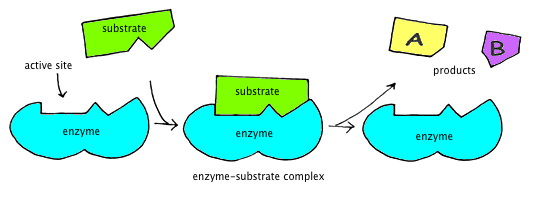 substrate
active site
enzyme
substrate
enzyme
enzyme-substrate complex
A
B
products
enzyme